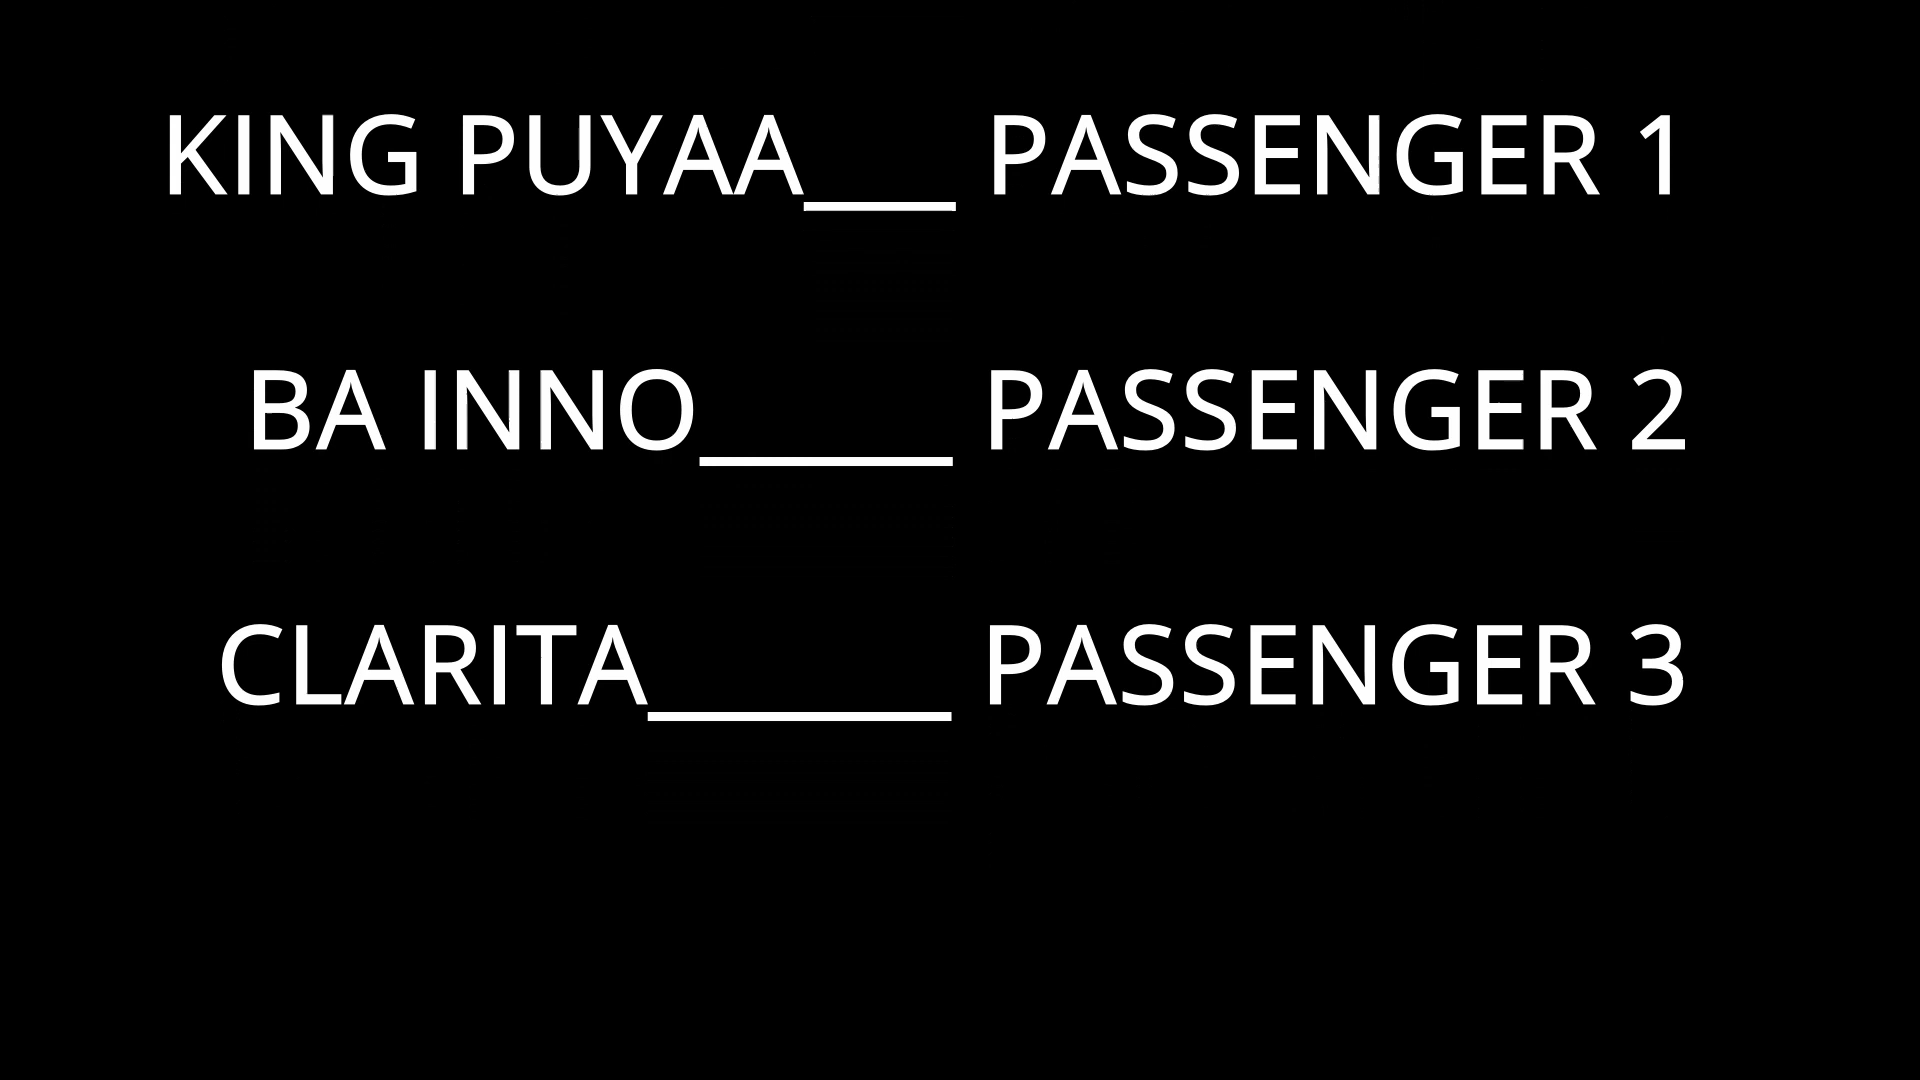 KING PUYAA___ PASSENGER 1
BA INNO_____ PASSENGER 2
CLARITA______ PASSENGER 3